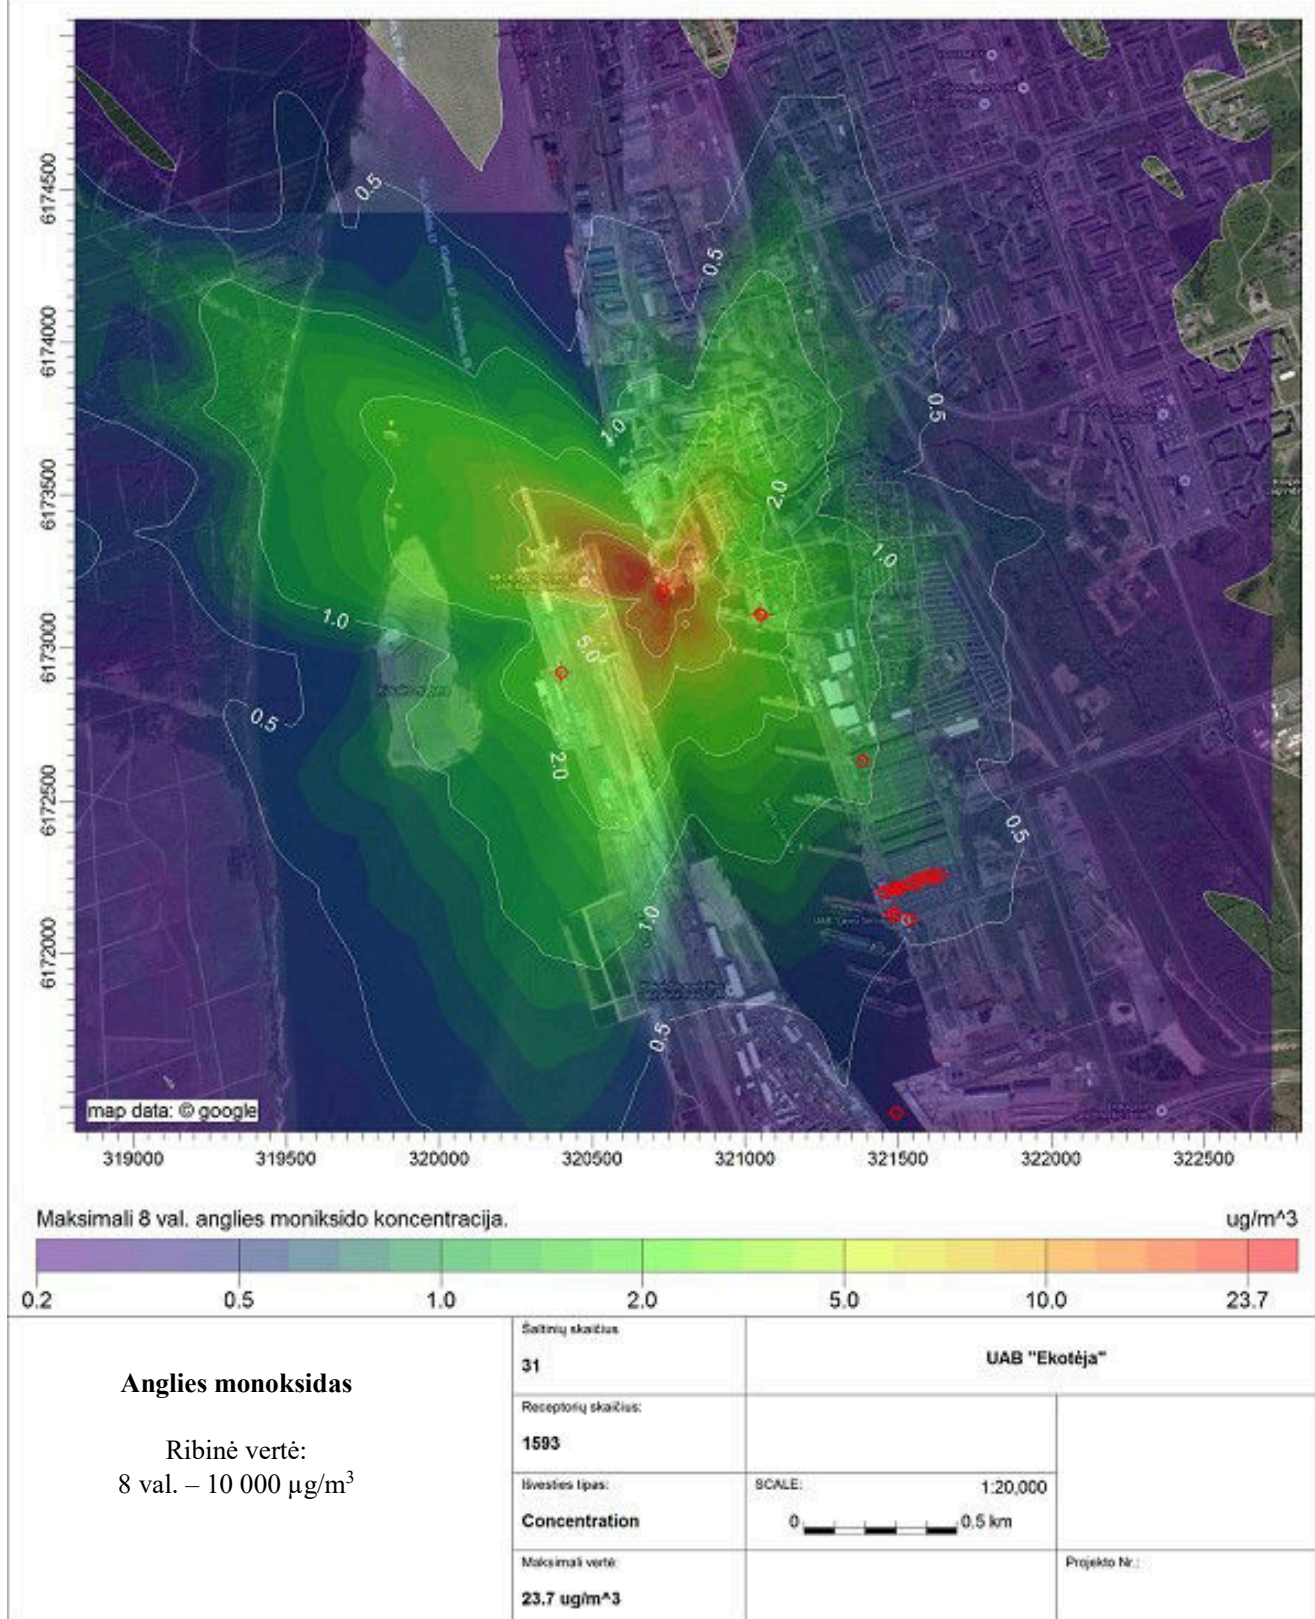 6174500
6174000
6173500
6173000
6172500
6172000
0.5
0.5
0.5
1.0
2.0
1.0
1.0
5.0
0.5
2.0
0.5
1.0
0.5
map data: © google
319000 319500 320000 320500 321000 321500 322000 322500
Maksimali 8 val. anglies moniksido koncentracija. ug/m^3
0.2 0.5 1.0 2.0 5.0 10.0 23.7
Anglies monoksidas
Ribinė vertė:
8 val. – 10 000 µg/m³
Šaltinių skaičius
31
UAB "Ekotėja"
Receptorių skaičius:
1593
Išvesties tipas:
Concentration
SCALE: 1:20,000
0 0.5 km
Maksimali vertė:
23.7 ug/m^3
Projekto Nr.: